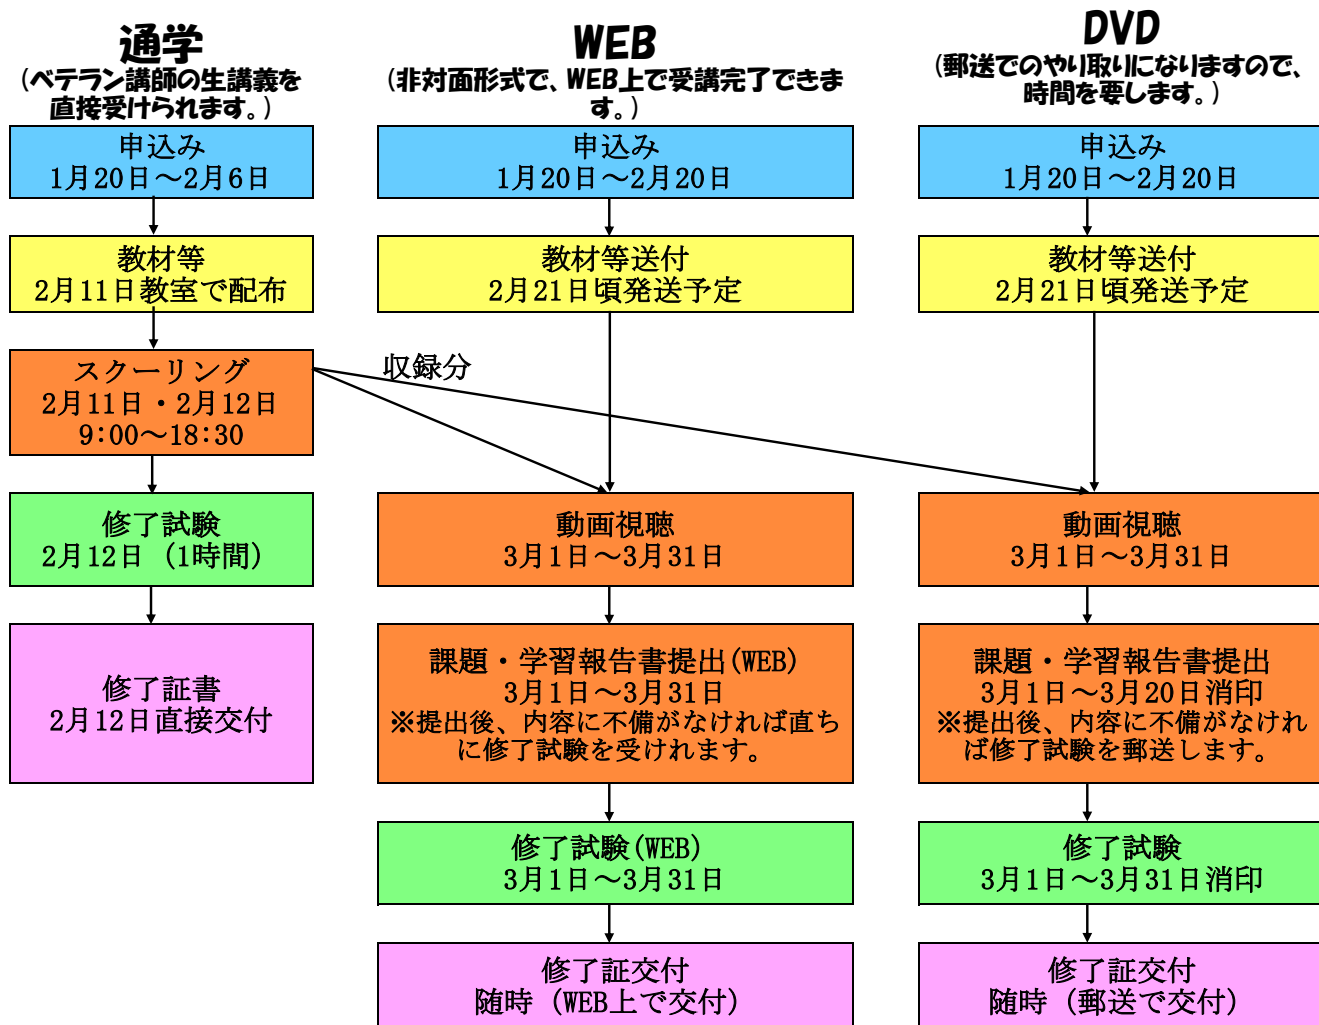 通学
(ベテラン講師の生講義を
直接受けられます。)
申込み
1月20日～2月6日
教材等
2月11日教室で配布
スクーリング
2月11日・2月12日
9:00～18:30
修了試験
2月12日（1時間）
修了証書
2月12日直接交付
収録分
WEB
(非対面形式で、WEB上で受講完了できま
す。)
申込み
1月20日～2月20日
教材等送付
2月21日頃発送予定
動画視聴
3月1日～3月31日
課題・学習報告書提出(WEB)
3月1日～3月31日
※提出後、内容に不備がなければ直ち
に修了試験を受けれます。
修了試験(WEB)
3月1日～3月31日
修了証交付
随時（WEB上で交付）
DVD
(郵送でのやり取りになりますので、
時間を要します。)
申込み
1月20日～2月20日
教材等送付
2月21日頃発送予定
動画視聴
3月1日～3月31日
課題・学習報告書提出
3月1日～3月20日消印
※提出後、内容に不備がなけれ
ば修了試験を郵送します。
修了試験
3月1日～3月31日消印
修了証交付
随時（郵送で交付）